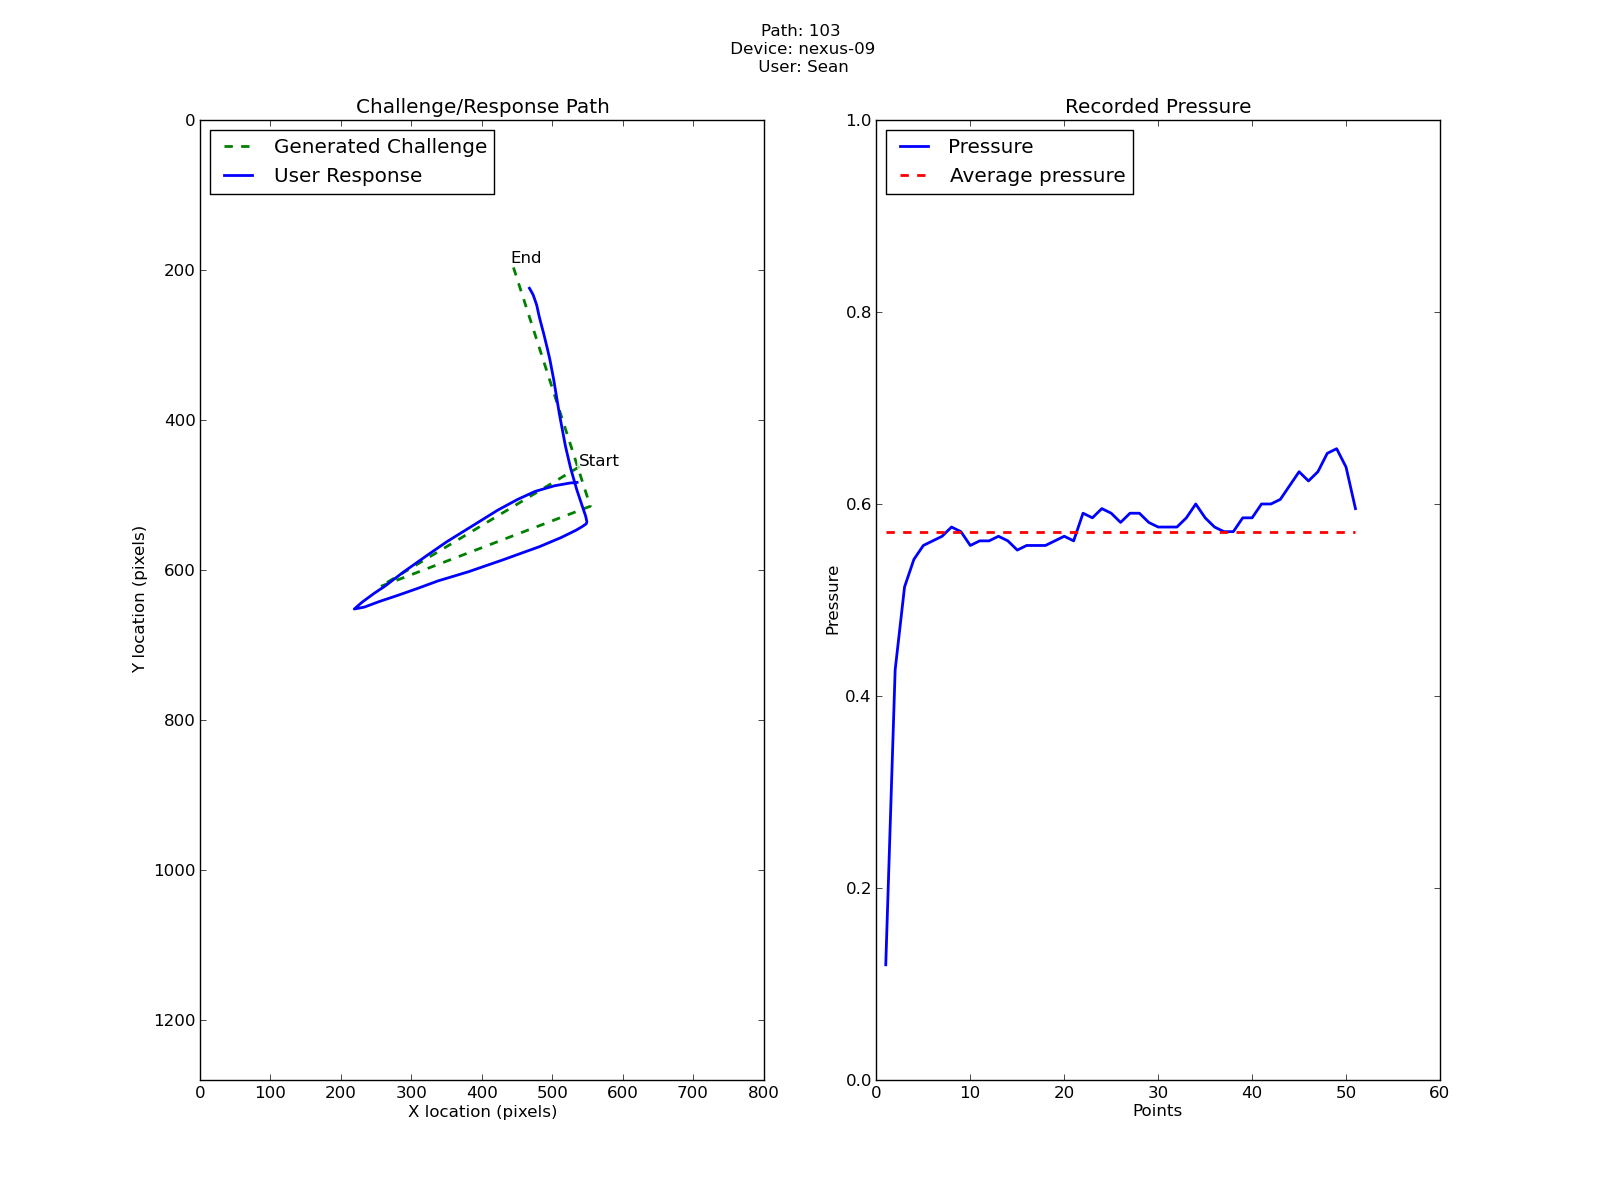 Path: 103
Device: nexus-09
User: Sean
Challenge/Response Path
Generated Challenge
User Response
End
Start
0
200
400
600
800
1000
1200
Y location (pixels)
0 100 200 300 400 500 600 700 800
X location (pixels)
Recorded Pressure
Pressure
Average pressure
1.0
0.8
0.6
0.4
0.2
0.0
Pressure
0 10 20 30 40 50 60
Points